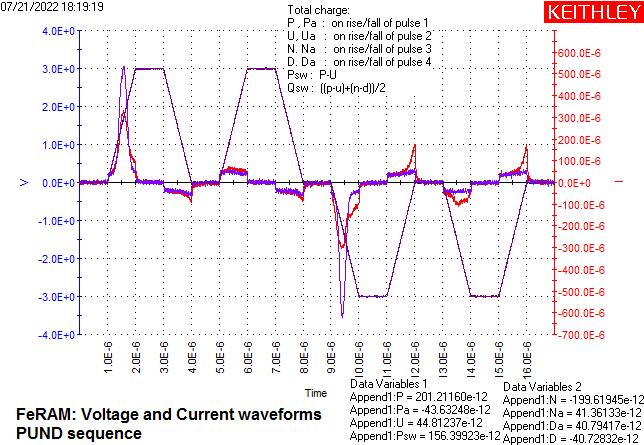 07/21/2022 18:19:19
KEITHLEY
Total charge:
P , Pa : on rise/fall of pulse 1
U, Ua : on rise/fall of pulse 2
N. Na : on rise/fall of pulse 3
D. Da : on rise/fall of pulse 4
Psw : P-U
Qsw : ((p-u)+(n-d))/2
4.0E+0
3.0E+0
2.0E+0
1.0E+0
0.0E+0
-1.0E+0
-2.0E+0
-3.0E+0
-4.0E+0
V
600.0E-6
500.0E-6
400.0E-6
300.0E-6
200.0E-6
100.0E-6
0.0E+0
-100.0E-6
-200.0E-6
-300.0E-6
-400.0E-6
-500.0E-6
-600.0E-6
-700.0E-6
I
1.0E-6
2.0E-6
3.0E-6
4.0E-6
5.0E-6
6.0E-6
7.0E-6
8.0E-6
9.0E-6
10.0E-6
11.0E-6
12.0E-6
13.0E-6
14.0E-6
15.0E-6
16.0E-6
Time
FeRAM: Voltage and Current waveforms
PUND sequence
Data Variables 1
Append1:P = 201.21160e-12
Append1:Pa = -43.63248e-12
Append1:U = 44.81237e-12
Append1:Psw = 156.39923e-12
Data Variables 2
Append1:N = -199.61945e-12
Append1:Na = 41.36133e-12
Append1:Da = 40.79417e-12
Append1:D = -40.72832e-12